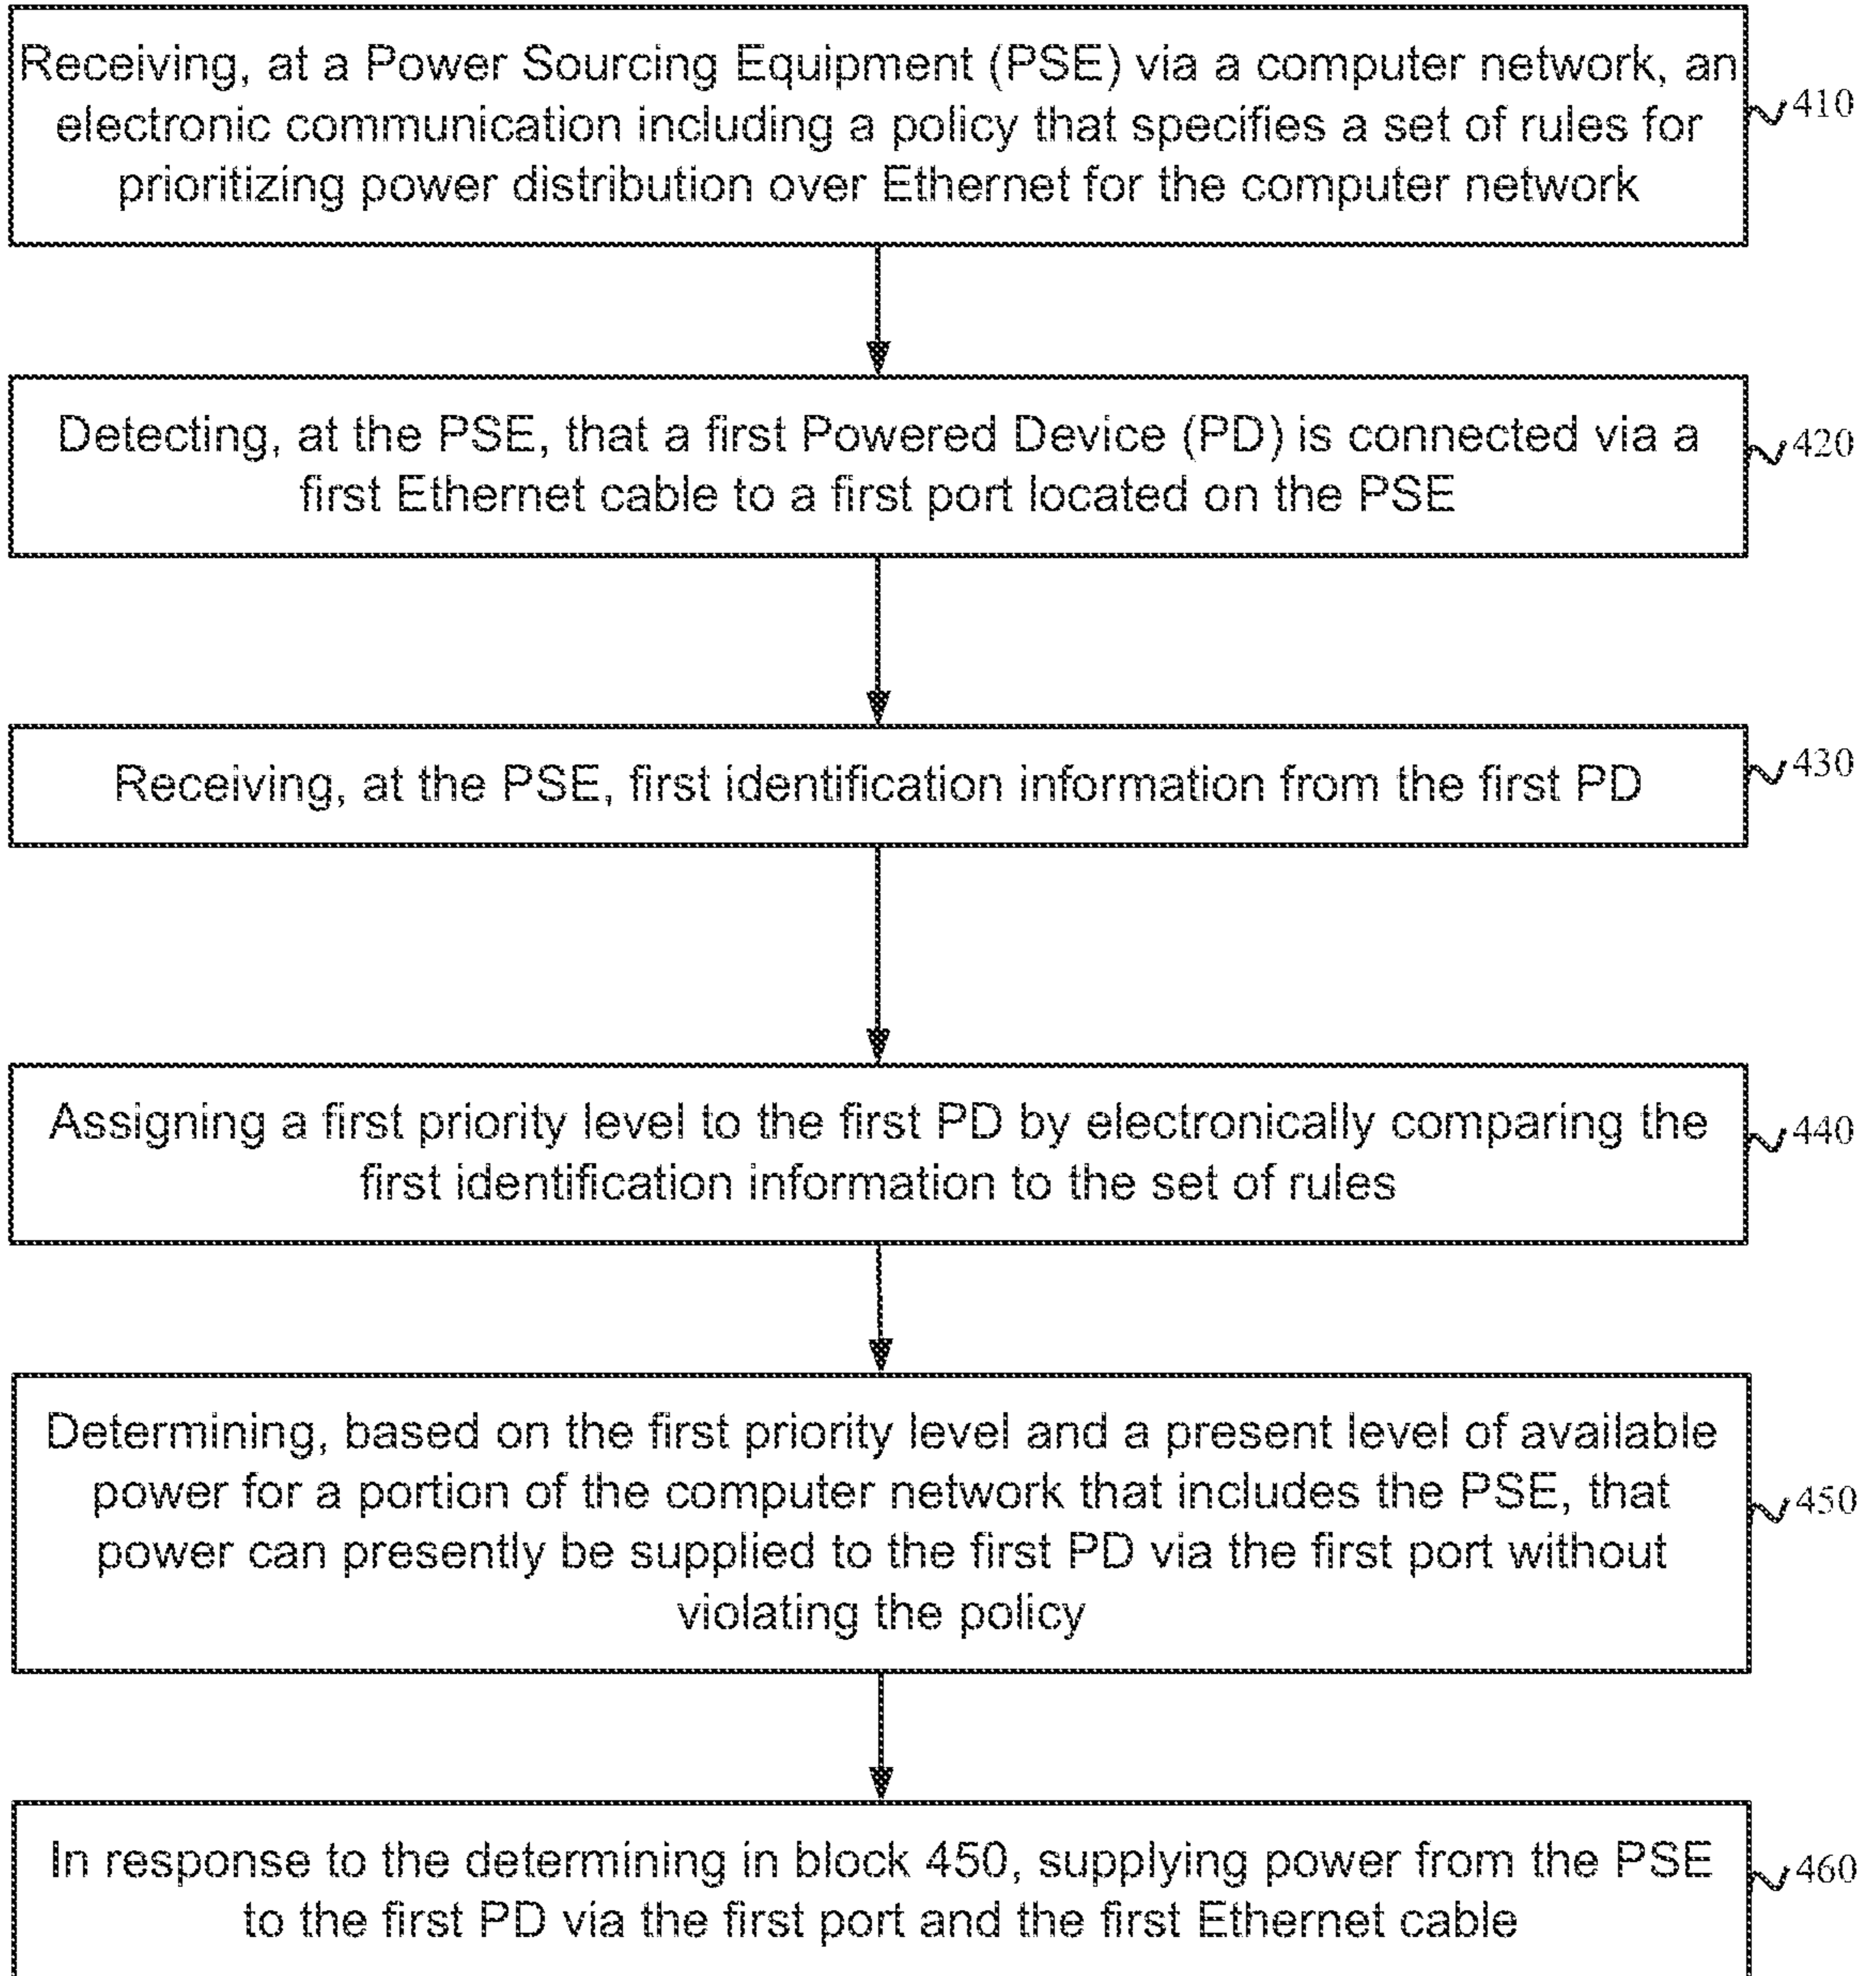 Receiving, at a Power Sourcing Equipment (PSE) via a computer network, an
electronic communication including a policy that specifies a set of rules for
prioritizing power distribution over Ethernet for the computer network
410
Detecting, at the PSE, that a first Powered Device (PD) is connected via a
first Ethernet cable to a first port located on the PSE
420
Receiving, at the PSE, first identification information from the first PD
430
Assigning a first priority level to the first PD by electronically comparing the
first identification information to the set of rules
440
Determining, based on the first priority level and a present level of available
power for a portion of the computer network that includes the PSE, that
power can presently be supplied to the first PD via the first port without
violating the policy
450
In response to the determining in block 450, supplying power from the PSE
to the first PD via the first port and the first Ethernet cable
460